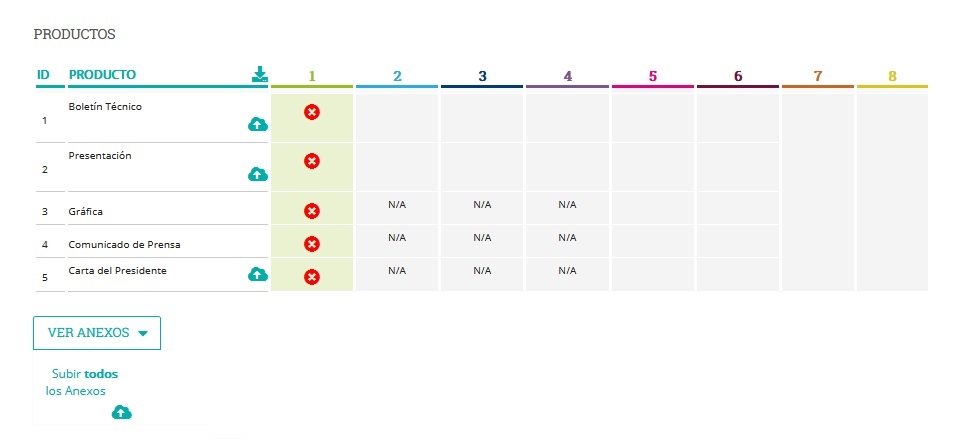 PRODUCTOS
ID PRODUCTO 1 2 3 4 5 6 7 8
1 Boletín Técnico
2 Presentación
3 Gráfica N/A N/A N/A
4 Comunicado de Prensa N/A N/A N/A
5 Carta del Presidente N/A N/A N/A
VER ANEXOS
Subir todos
los Anexos